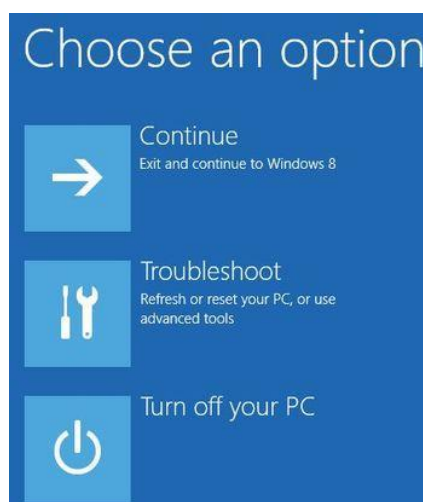 Choose an option
Continue
Exit and continue to Windows 8
Troubleshoot
Refresh or reset your PC, or use
advanced tools
Turn off your PC